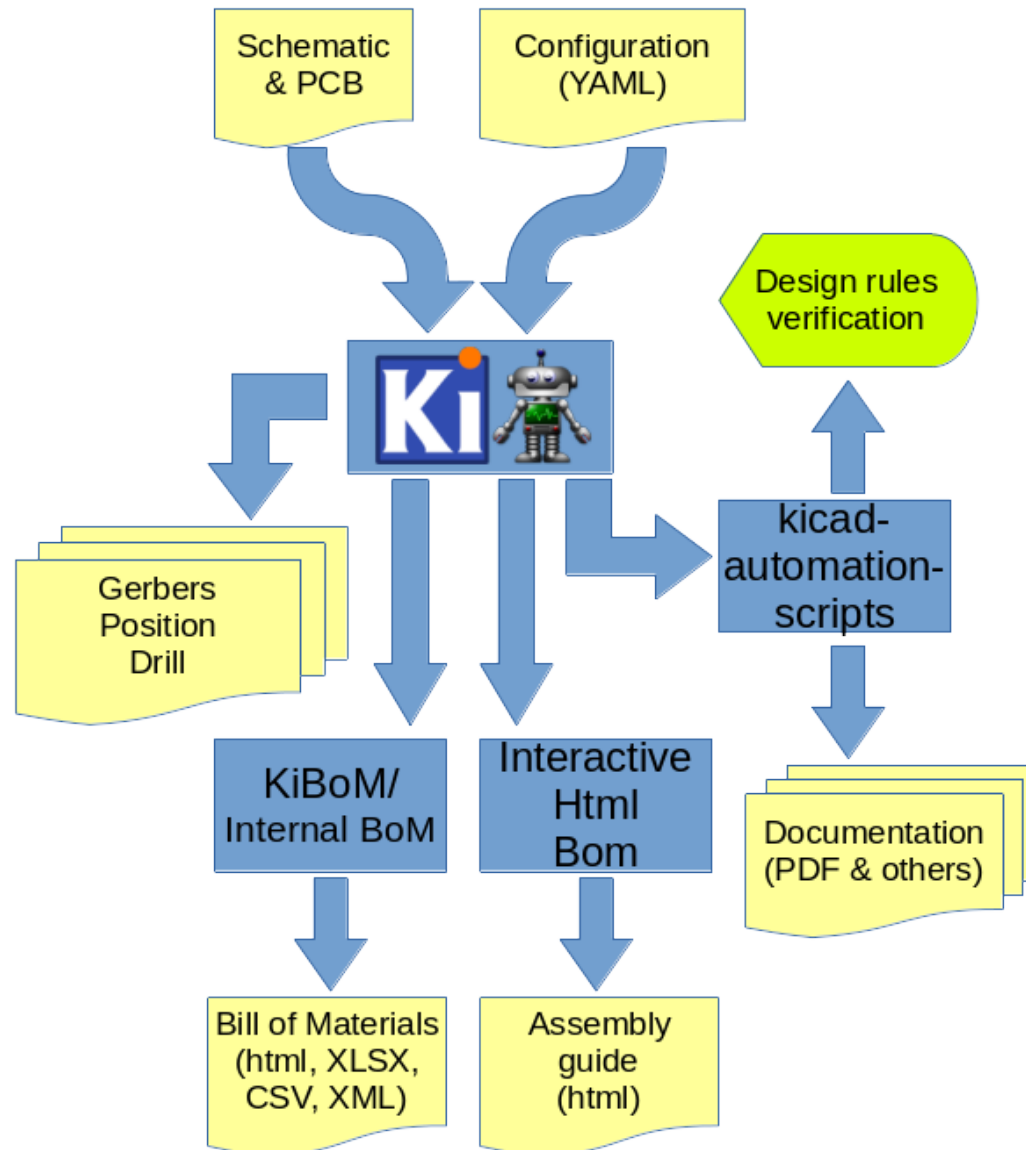 Schematic
& PCB
Configuration
(YAML)
Design rules
verification
Ki
kicad-
automation-
scripts
Gerbers
Position
Drill
KiBoM/
Internal BoM
Interactive
Html
Bom
Documentation
(PDF & others)
Bill of Materials
(html, XLSX,
CSV, XML)
Assembly
guide
(html)